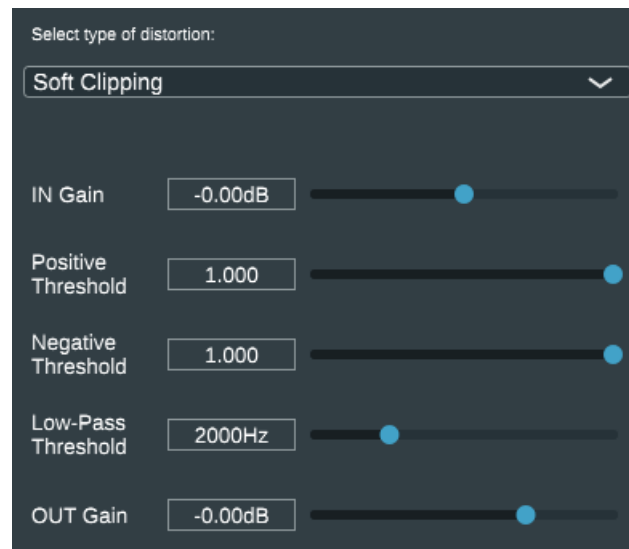 Select type of distortion:
Soft Clipping
IN Gain
-0.00dB
Positive
Threshold
1.000
Negative
Threshold
1.000
Low-Pass
Threshold
2000Hz
OUT Gain
-0.00dB